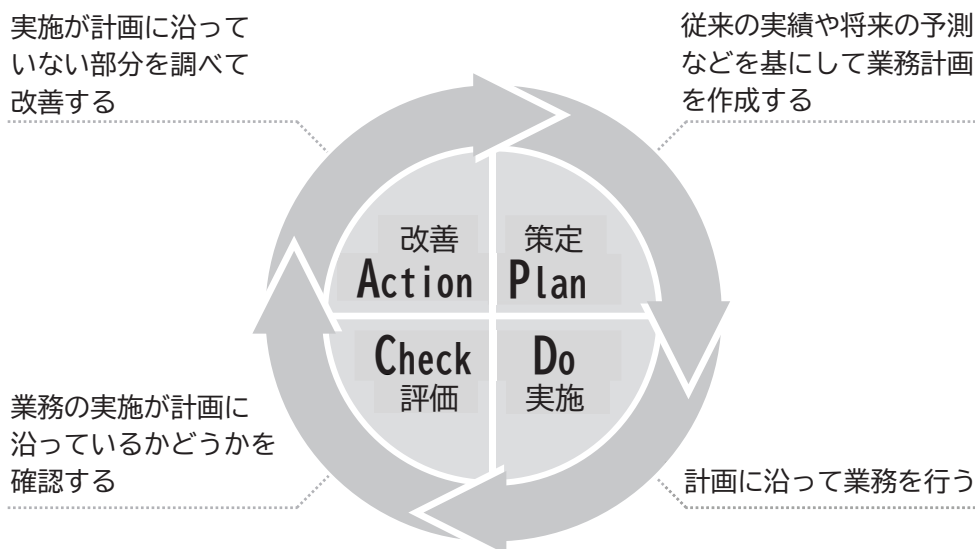 実施が計画に沿って
いない部分を調べて
改善する
従来の実績や将来の予測
などを基にして業務計画
を作成する
改善
Action
策定
Plan
Check
評価
Do
実施
業務の実施が計画に
沿っているかどうかを
確認する
計画に沿って業務を行う